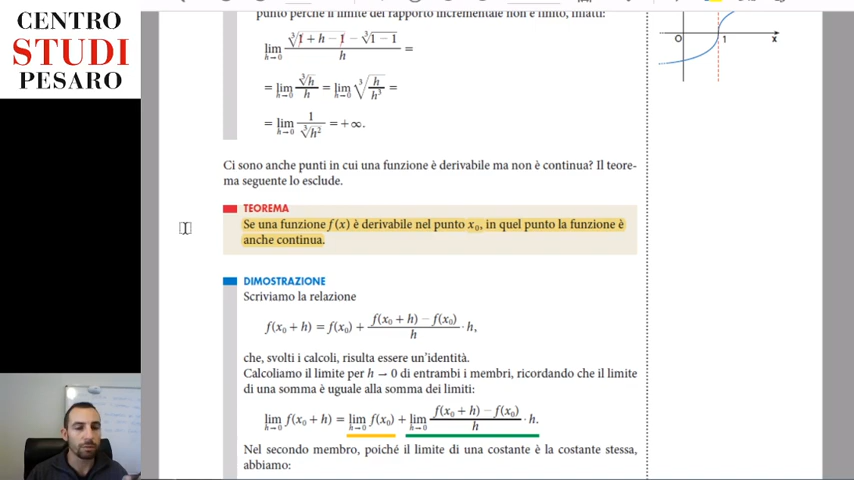 CENTRO
STUDI
PESARO
punto perché il limite del rapporto incrementale non è finito, infatti:
lim h→0 ∛1 + h − 1 − ∛1 − 1 / h =
= lim h→0 ∛h / h = lim h→0 ∛h / h³ =
= lim h→0 1 / ∛h² = +∞.
O 1 x
Ci sono anche punti in cui una funzione è derivabile ma non è continua? Il teore-
ma seguente lo esclude.
TEOREMA
Se una funzione f(x) è derivabile nel punto x₀, in quel punto la funzione è
anche continua.
DIMOSTRAZIONE
Scriviamo la relazione
f(x₀ + h) = f(x₀) + f(x₀ + h) − f(x₀) / h · h,
che, svolti i calcoli, risulta essere un'identità.
Calcoliamo il limite per h → 0 di entrambi i membri, ricordando che il limite
di una somma è uguale alla somma dei limiti:
lim h→0 f(x₀ + h) = lim h→0 f(x₀) + lim h→0 f(x₀ + h) − f(x₀) / h · h.
Nel secondo membro, poiché il limite di una costante è la costante stessa,
abbiamo: